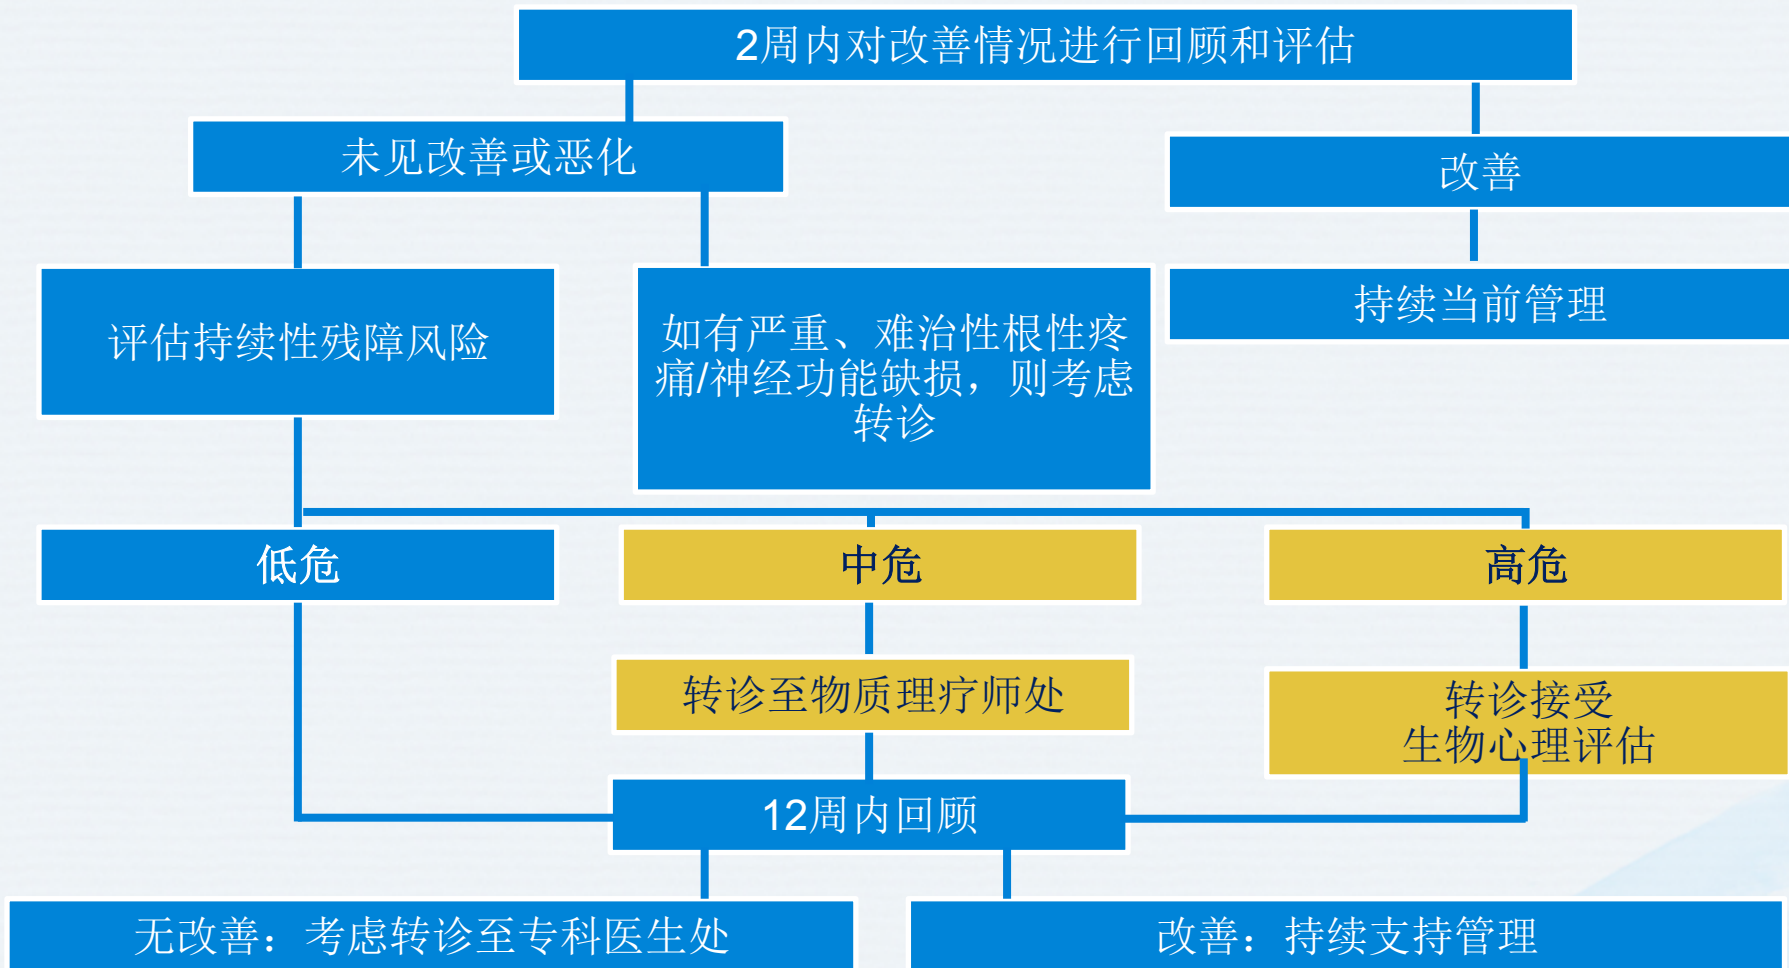 2周内对改善情况进行回顾和评估
未见改善或恶化
改善
评估持续性残障风险
如有严重、难治性根性疼
痛/神经功能缺损，则考虑
转诊
持续当前管理
低危
中危
高危
转诊至物质理疗师处
转诊接受
生物心理评估
12周内回顾
无改善：考虑转诊至专科医生处
改善：持续支持管理